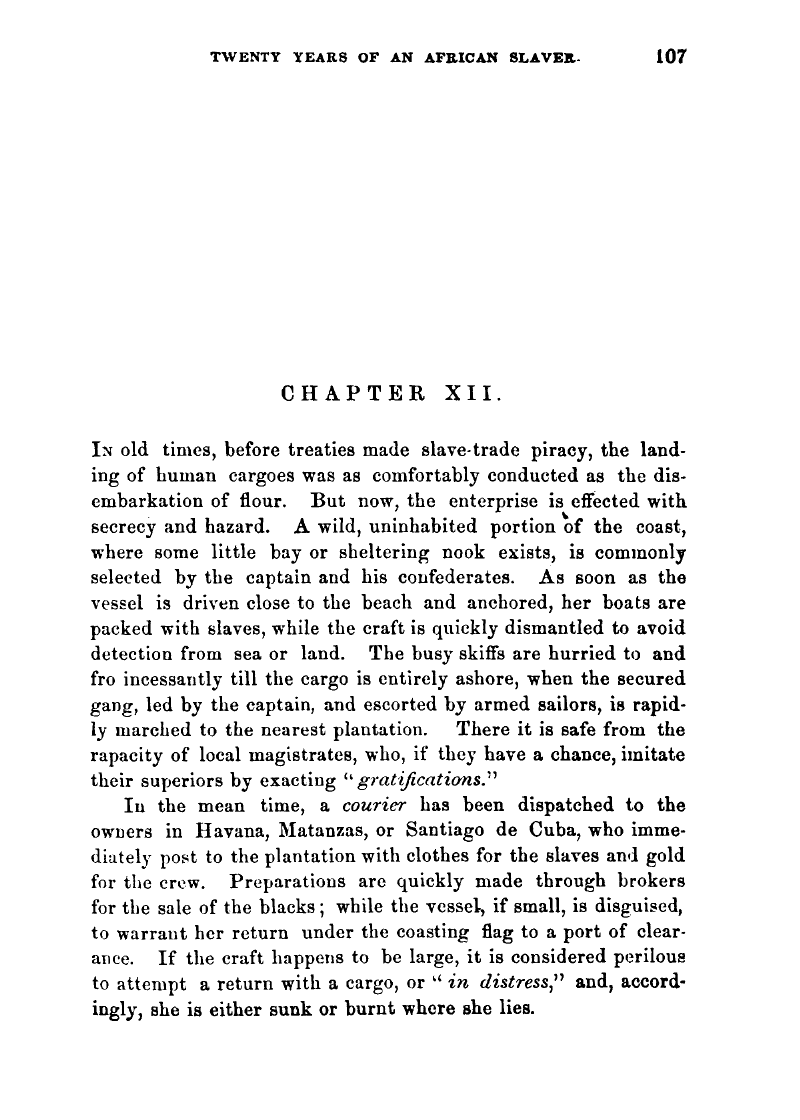 TWENTY YEARS OF AN AFRICAN SLAVER. 107
CHAPTER XII.
In old times, before treaties made slave-trade piracy, the land-
ing of human cargoes was as comfortably conducted as the dis-
embarkation of flour. But now, the enterprise is effected with
secrecy and hazard. A wild, uninhabited portion of the coast,
where some little bay or sheltering nook exists, is commonly
selected by the captain and his confederates. As soon as the
vessel is driven close to the beach and anchored, her boats are
packed with slaves, while the craft is quickly dismantled to avoid
detection from sea or land. The busy skiffs are hurried to and
fro incessantly till the cargo is entirely ashore, when the secured
gang, led by the captain, and escorted by armed sailors, is rapid-
ly marched to the nearest plantation. There it is safe from the
rapacity of local magistrates, who, if they have a chance, imitate
their superiors by exacting "gratifications."
In the mean time, a courier has been dispatched to the
owners in Havana, Matanzas, or Santiago de Cuba, who imme-
diately post to the plantation with clothes for the slaves and gold
for the crew. Preparations are quickly made through brokers
for the sale of the blacks; while the vessel, if small, is disguised,
to warrant her return under the coasting flag to a port of clear-
ance. If the craft happens to be large, it is considered perilous
to attempt a return with a cargo, or "in distress," and, accord-
ingly, she is either sunk or burnt where she lies.